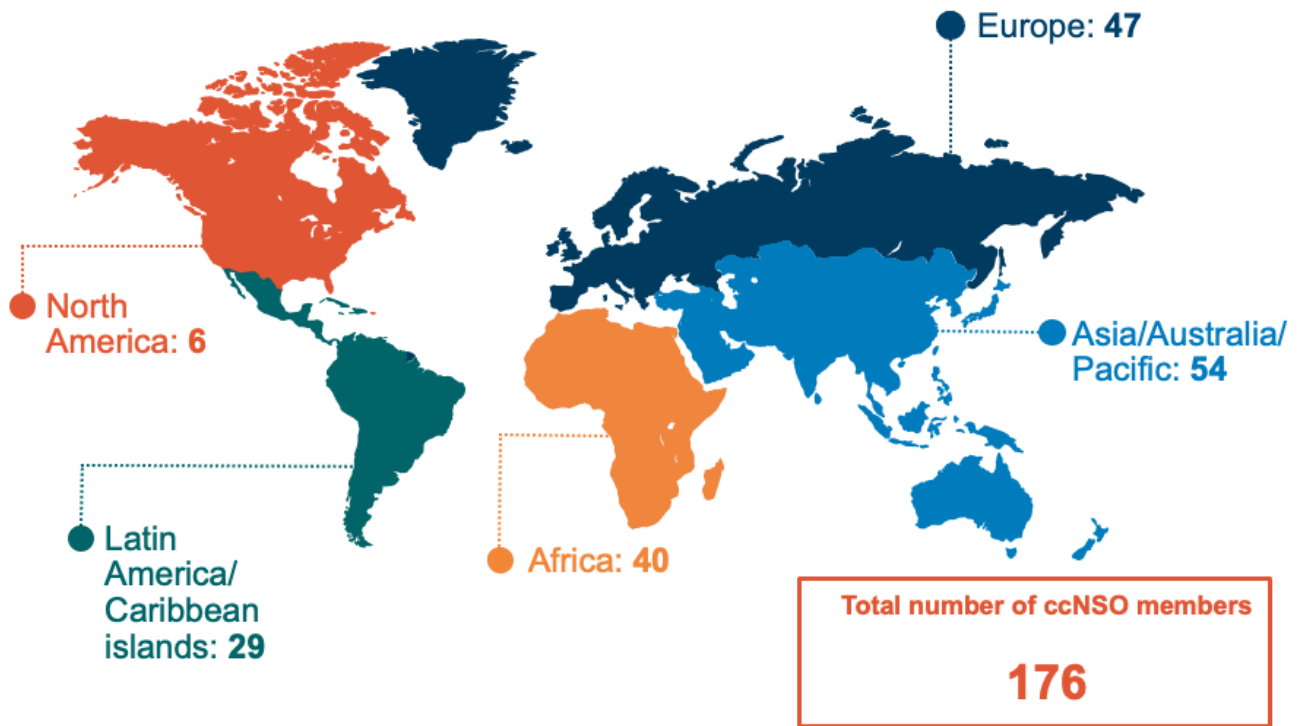 Europe: 47
North
America: 6
Asia/Australia/
Pacific: 54
Latin
America/
Caribbean
islands: 29
Africa: 40
Total number of ccNSO members
176